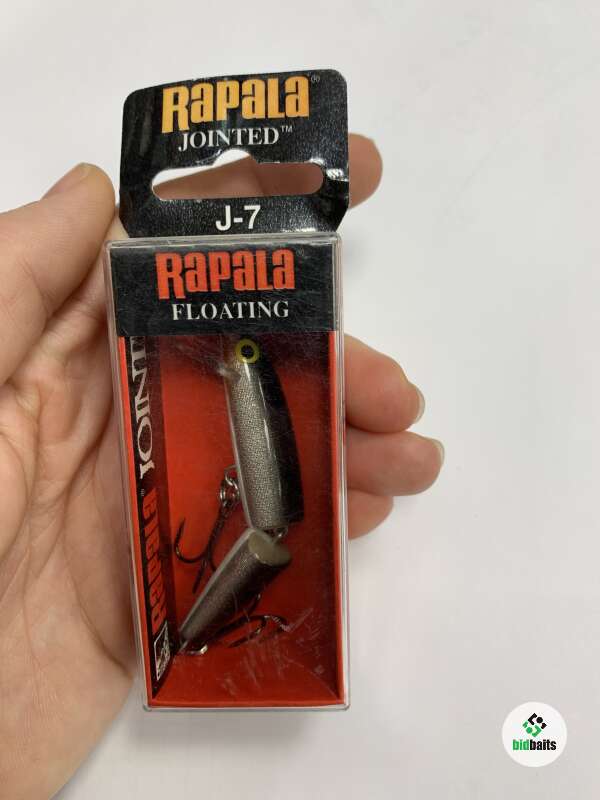 Rapala®
JOINTED™
J-7
Rapala
FLOATING
Rapala® JOINTED
bidbaits